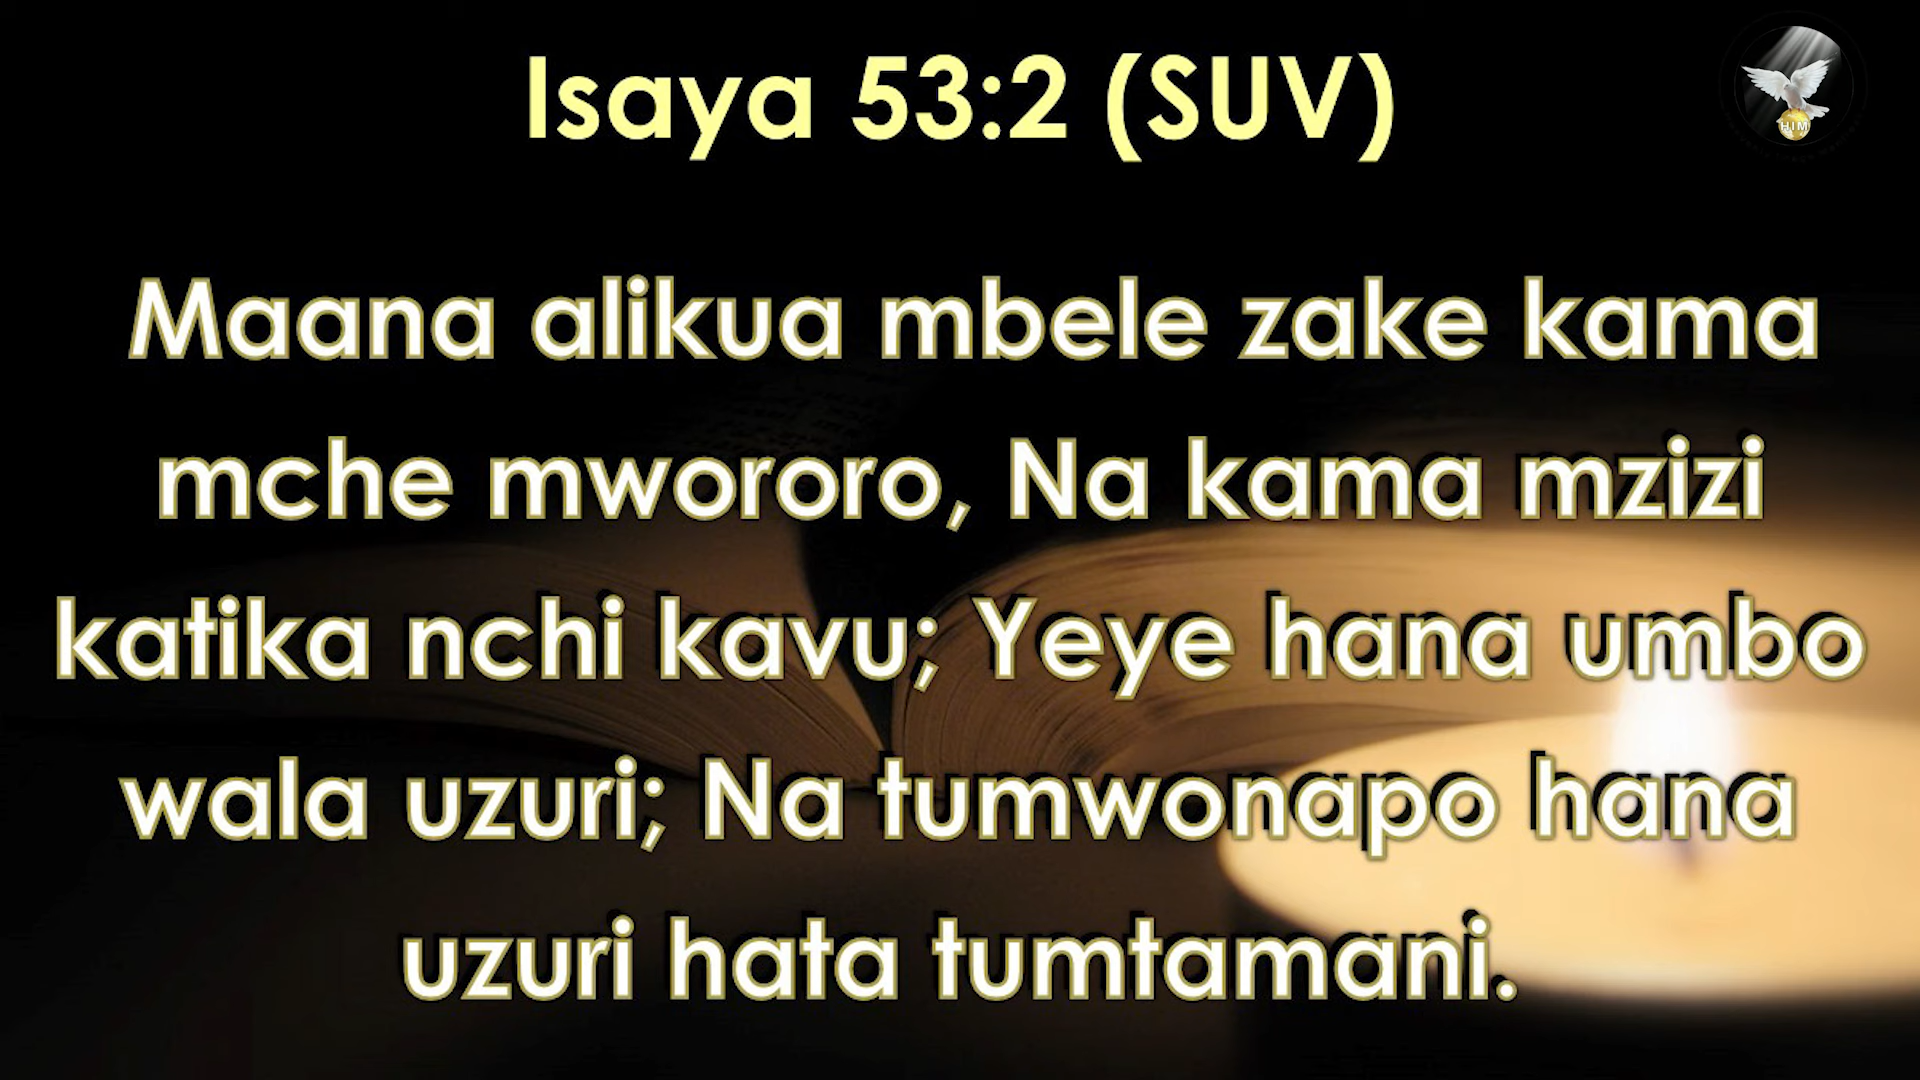 Isaya 53:2 (SUV)
HIM
Maana alikua mbele zake kama
mche mwororo, Na kama mzizi
katika nchi kavu; Yeye hana umbo
wala uzuri; Na tumwonapo hana
uzuri hata tumtamani.